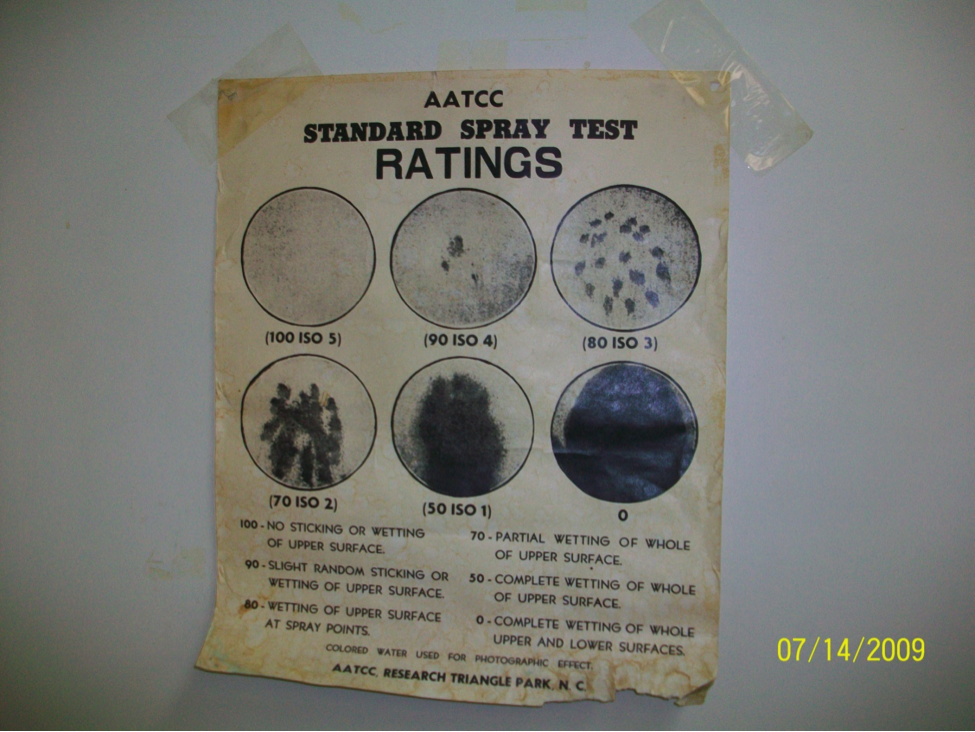 AATCC
STANDARD SPRAY TEST
RATINGS
(100 ISO 5)
(90 ISO 4)
(80 ISO 3)
(70 ISO 2)
(50 ISO 1)
0
100 - NO STICKING OR WETTING
OF UPPER SURFACE.
90 - SLIGHT RANDOM STICKING OR
WETTING OF UPPER SURFACE.
80 - WETTING OF UPPER SURFACE
AT SPRAY POINTS.
70 - PARTIAL WETTING OF WHOLE
OF UPPER SURFACE.
50 - COMPLETE WETTING OF WHOLE
OF UPPER SURFACE.
0 - COMPLETE WETTING OF WHOLE
UPPER AND LOWER SURFACES.
COLORED WATER USED FOR PHOTOGRAPHIC EFFECT.
AATCC, RESEARCH TRIANGLE PARK, N. C.
07/14/2009